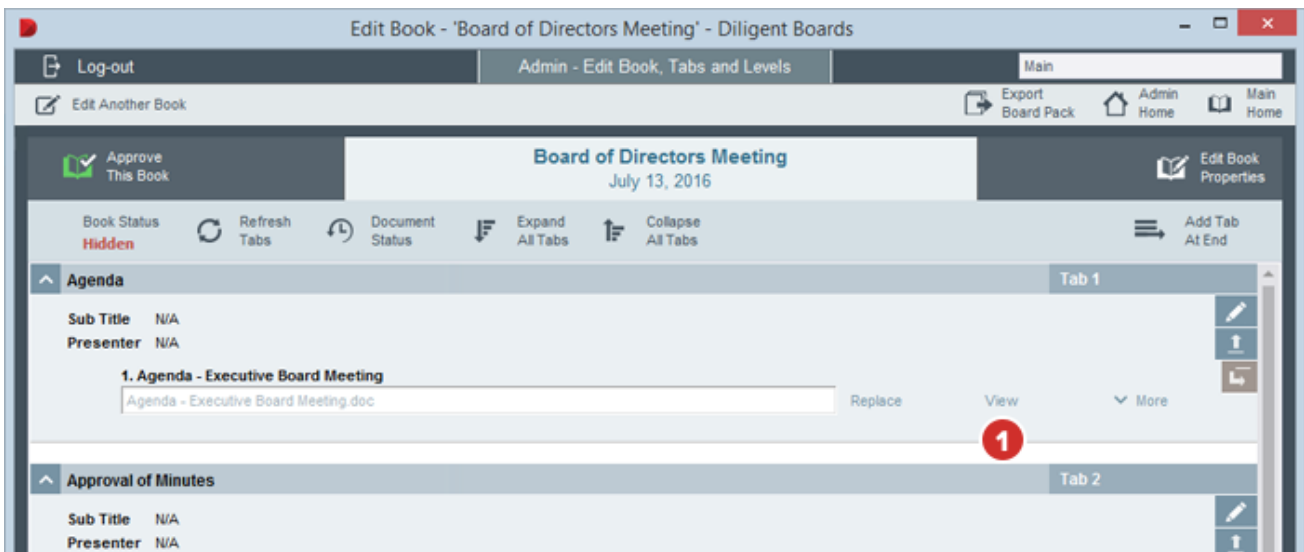 Edit Book - 'Board of Directors Meeting' - Diligent Boards
Log-out
Admin - Edit Book, Tabs and Levels
Main
Edit Another Book
Export
Board Pack
Admin
Home
Main
Home
Approve
This Book
Board of Directors Meeting
July 13, 2016
Edit Book
Properties
Book Status
Hidden
Refresh
Tabs
Document
Status
Expand
All Tabs
Collapse
All Tabs
Add Tab
At End
Agenda
Tab 1
Sub Title N/A
Presenter N/A
1. Agenda - Executive Board Meeting
Agenda - Executive Board Meeting.doc
Replace
View
More
1
Approval of Minutes
Tab 2
Sub Title N/A
Presenter N/A